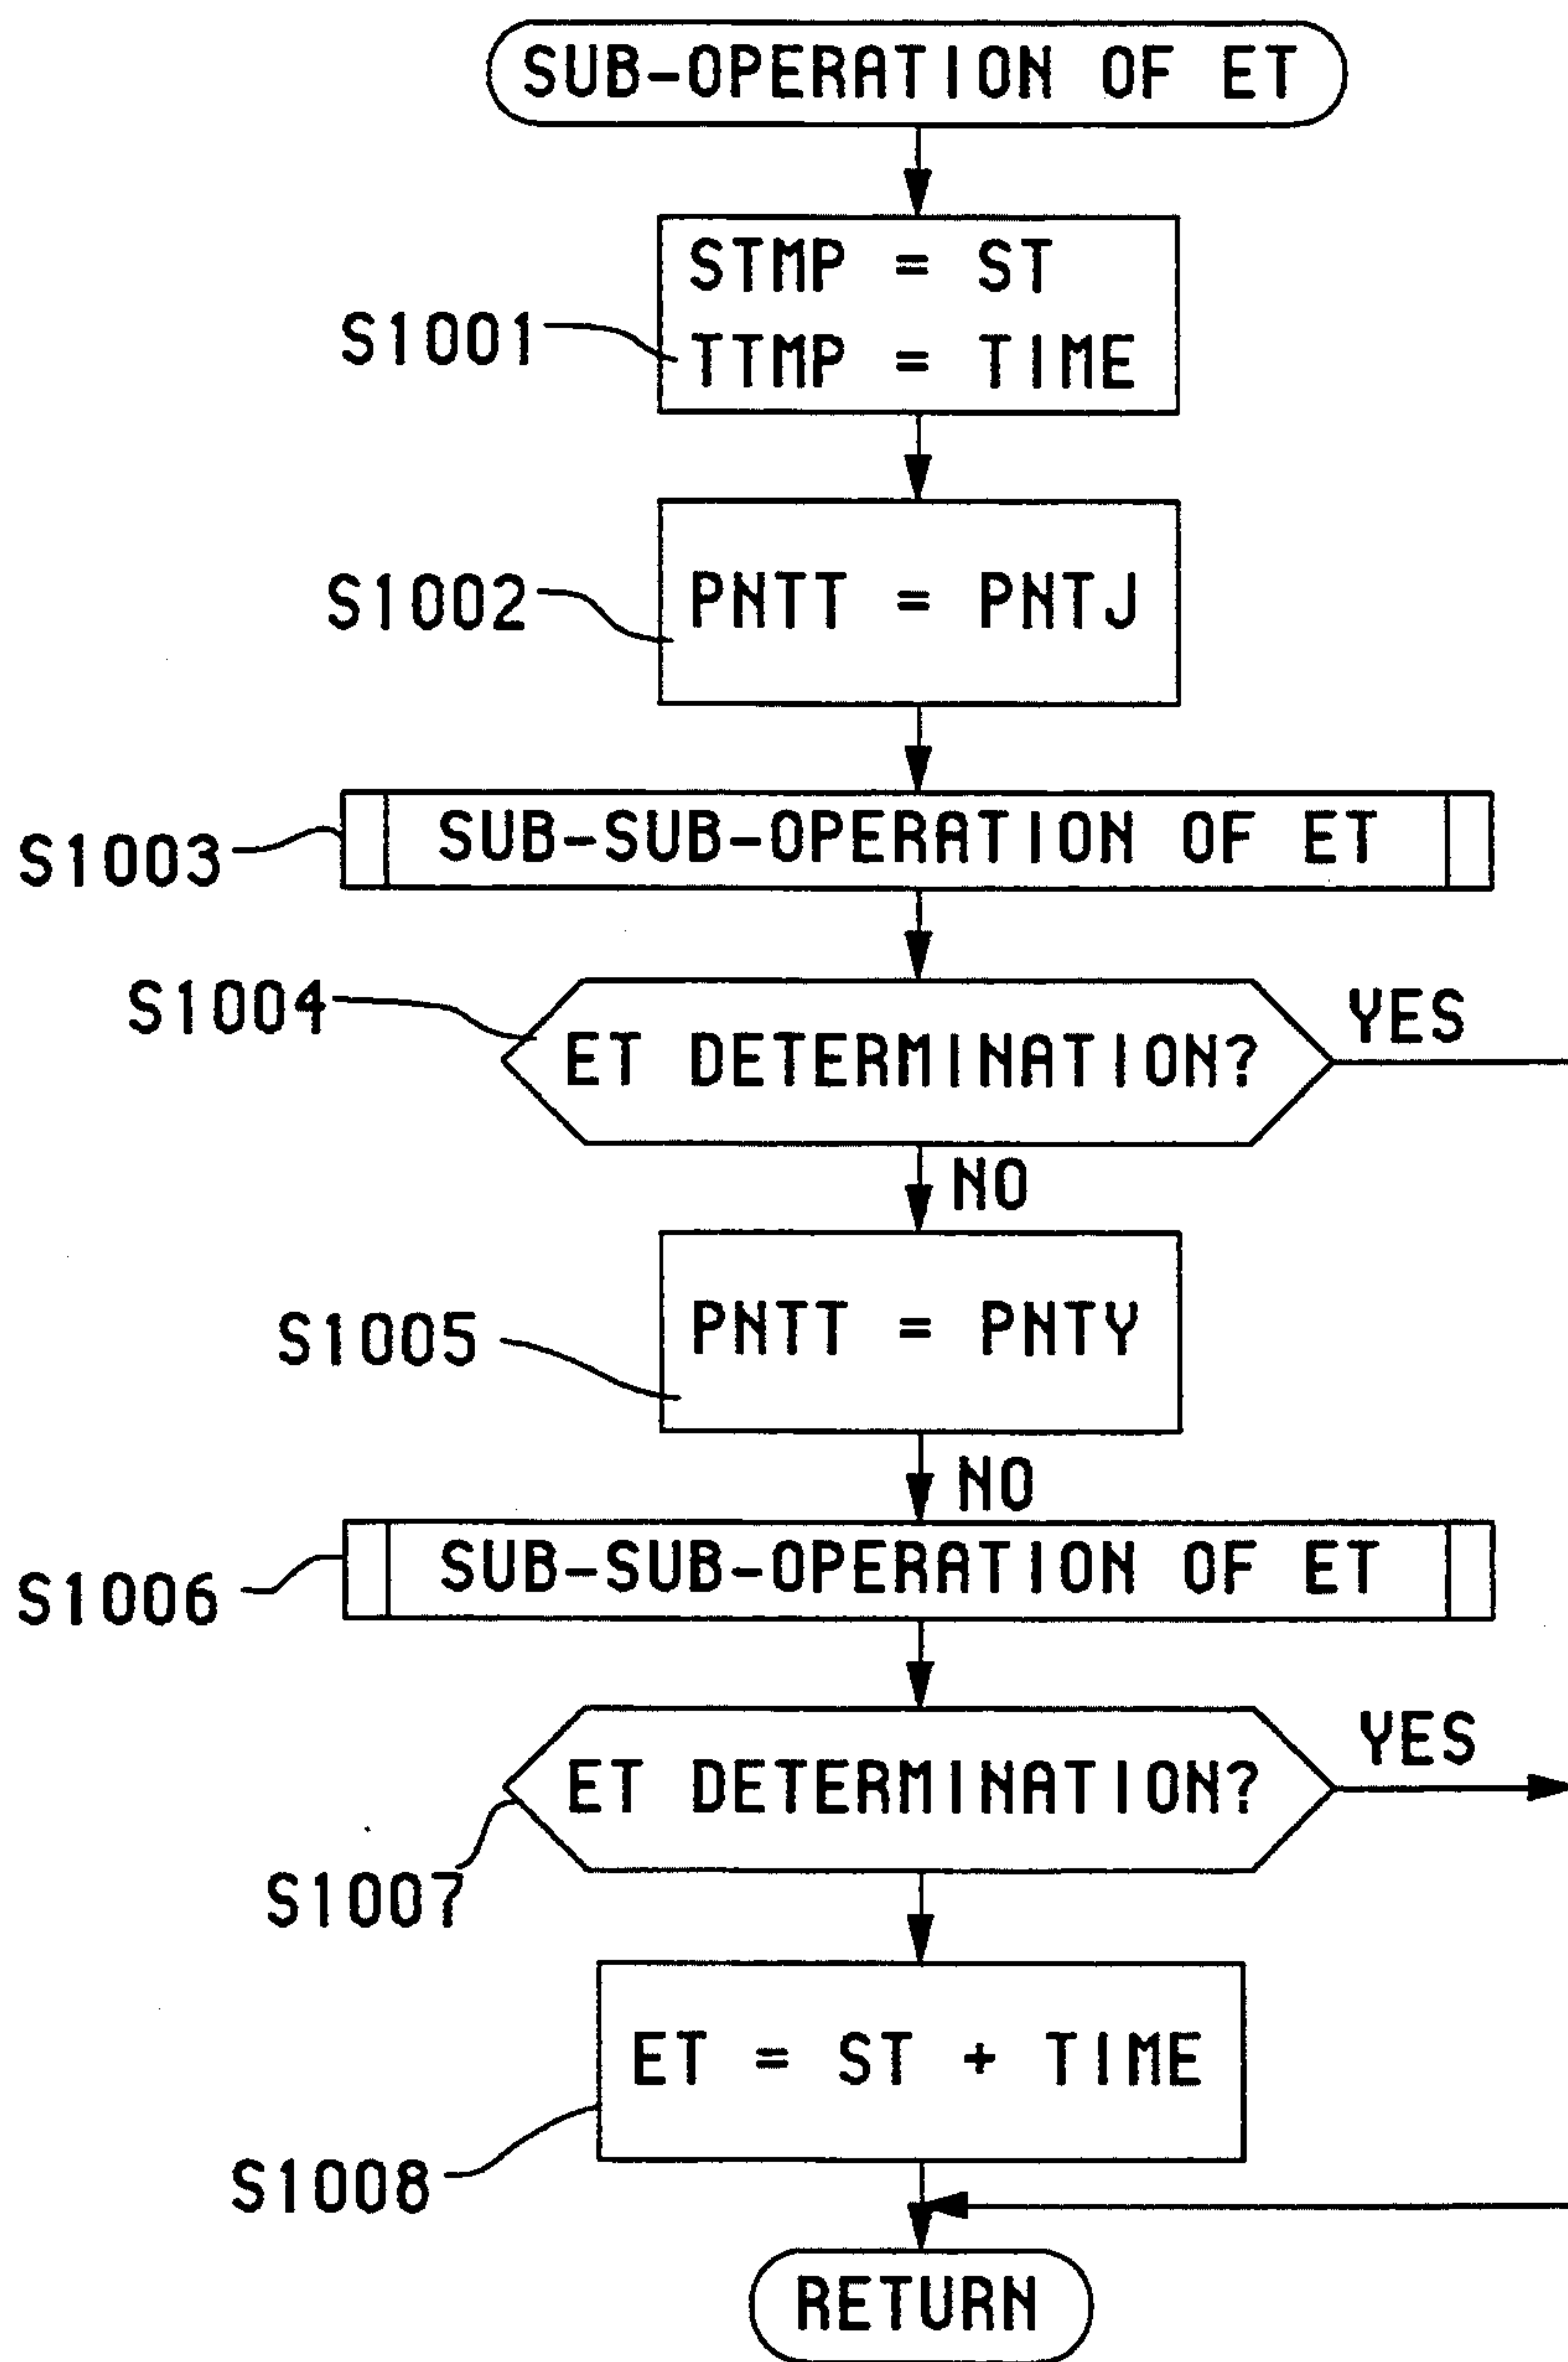 SUB-OPERATION OF ET
STMP = ST
S1001
TTMP = TIME
S1002
PNTT = PNTJ
S1003
SUB-SUB-OPERATION OF ET
S1004
YES
ET DETERMINATION?
NO
S1005
PNTT = PNTY
NO
S1006
SUB-SUB-OPERATION OF ET
YES
ET DETERMINATION?
S1007
ET = ST + TIME
S1008
RETURN